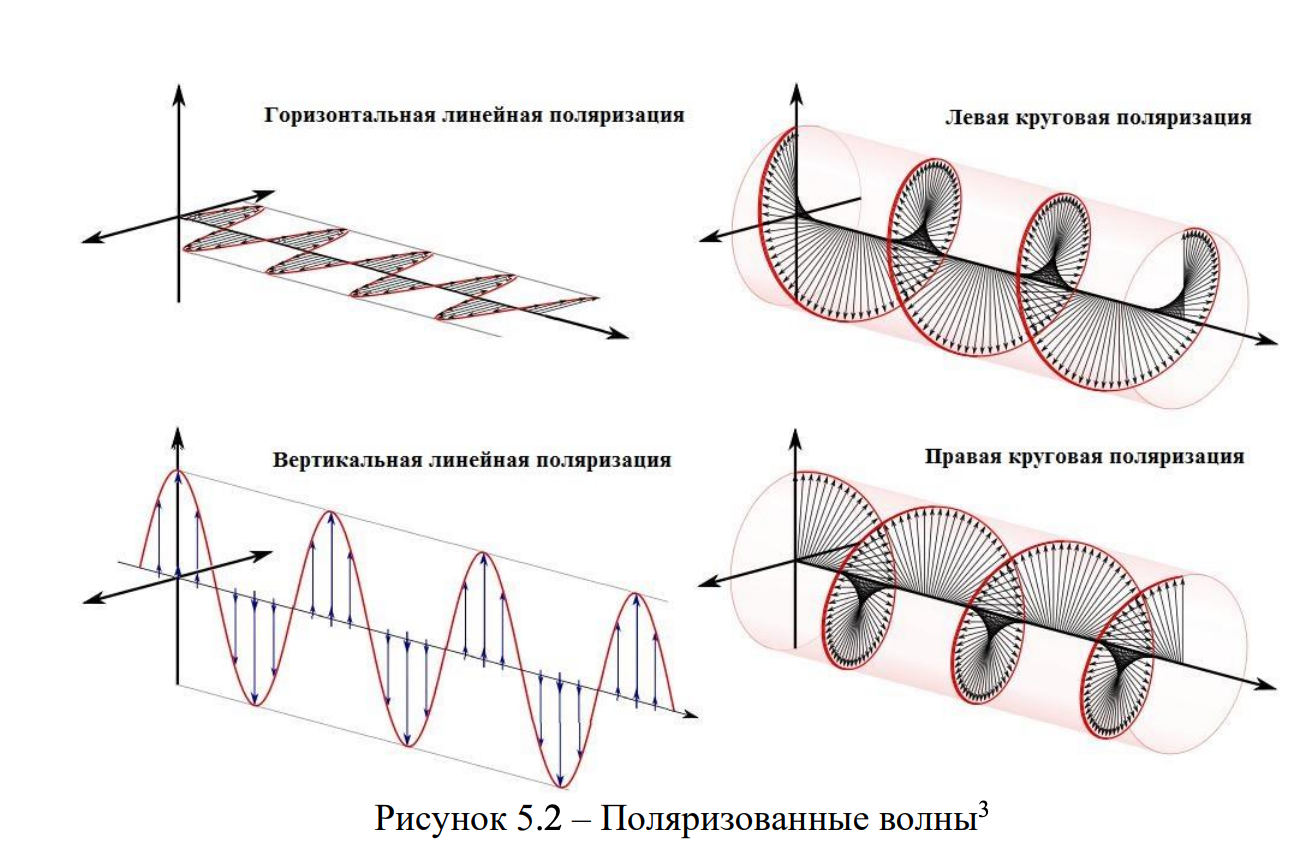 Горизонтальная линейная поляризация
Левая круговая поляризация
Вертикальная линейная поляризация
Правая круговая поляризация
Рисунок 5.2 – Поляризованные волны³